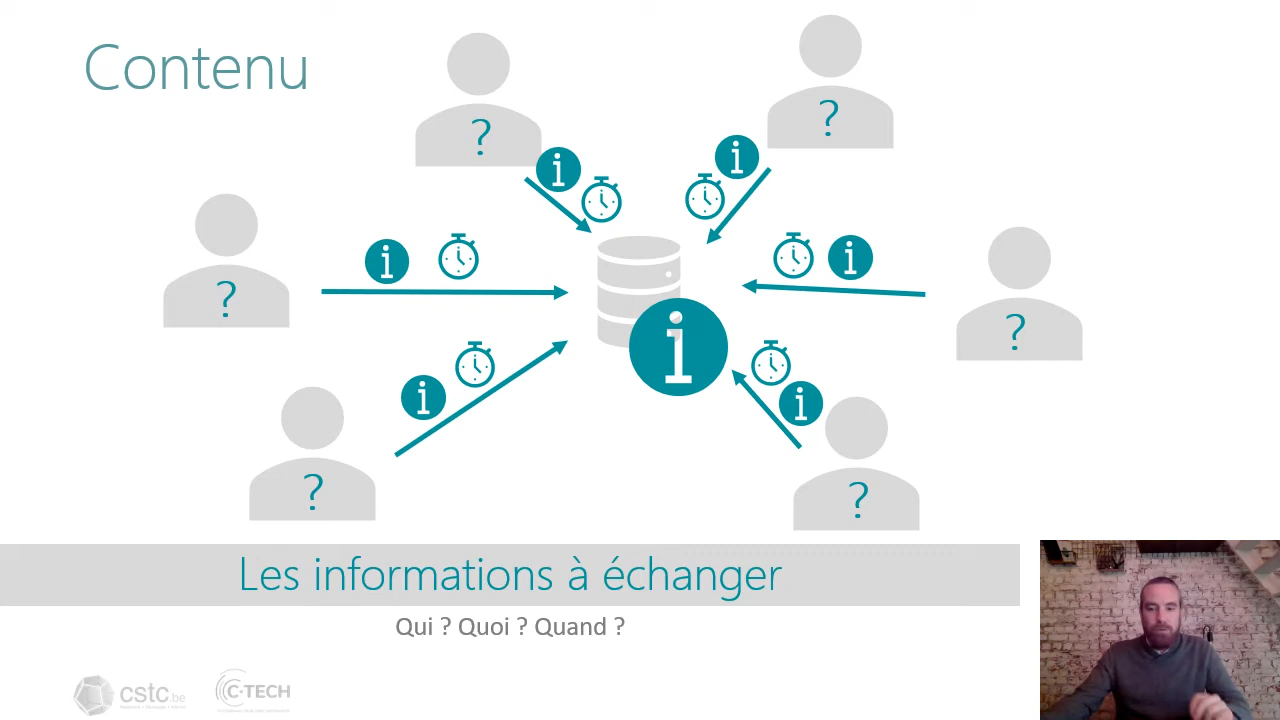 Contenu
?
?
i
i
?
i
i
?
?
i
i
i
?
?
Les informations à échanger
Qui ? Quoi ? Quand ?
cstc.be
C-TECH